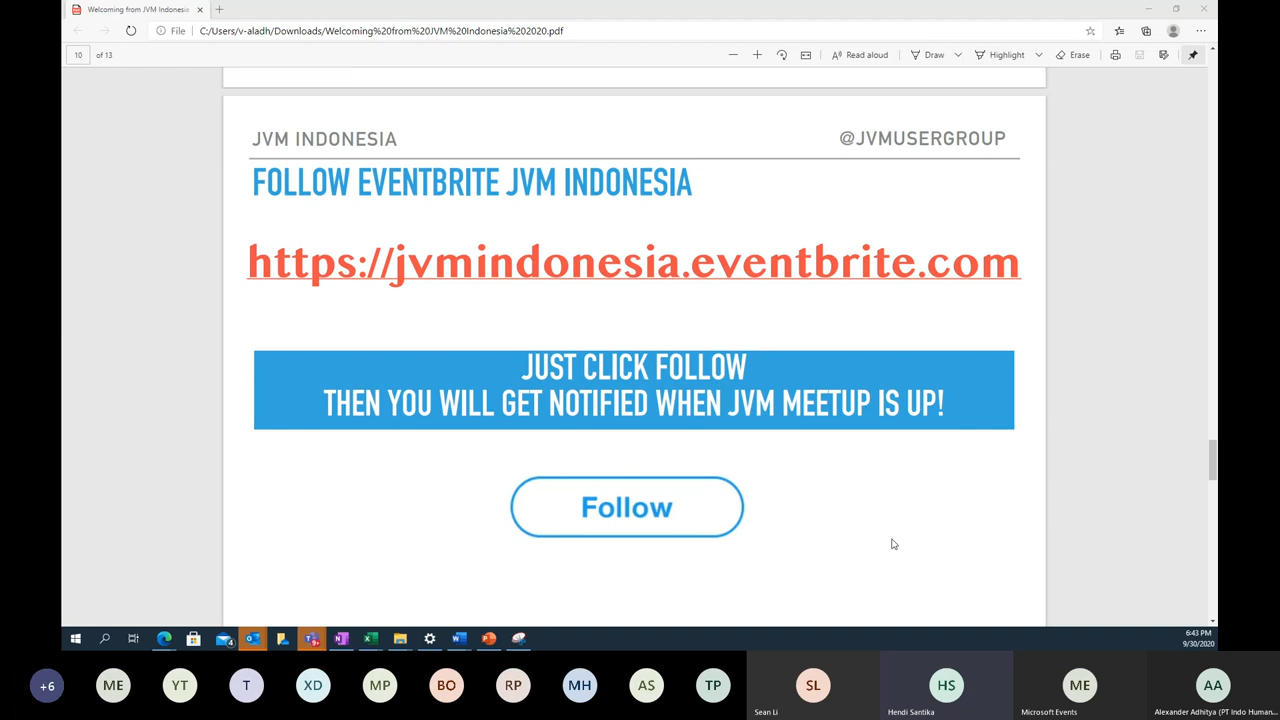 Welcoming from JVM Indonesia
File
C:/Users/v-aladh/Downloads/Welcoming%20from%20JVM%20Indonesia%202020.pdf
10 of 13
Read aloud
Draw
Highlight
Erase
JVM INDONESIA
@JVMUSERGROUP
FOLLOW EVENTBRITE JVM INDONESIA
https://jvmindonesia.eventbrite.com
JUST CLICK FOLLOW
THEN YOU WILL GET NOTIFIED WHEN JVM MEETUP IS UP!
Follow
6:43 PM
9/30/2020
+6
ME
YT
T
XD
MP
BO
RP
MH
AS
TP
SL
HS
ME
AA
Sean Li
Hendi Santika
Microsoft Events
Alexander Adhitya (PT Indo Human...